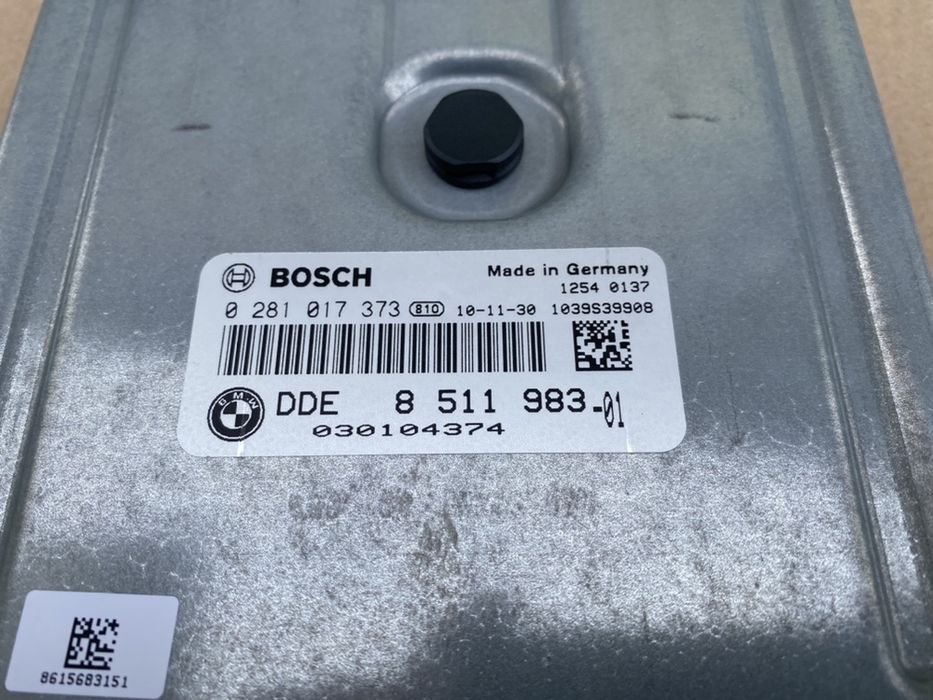 BOSCH Made in Germany
1254 0137
0 281 017 373 810 10-11-30 1039S39908
BMW DDE 8 511 983-01
030104374
8615683151